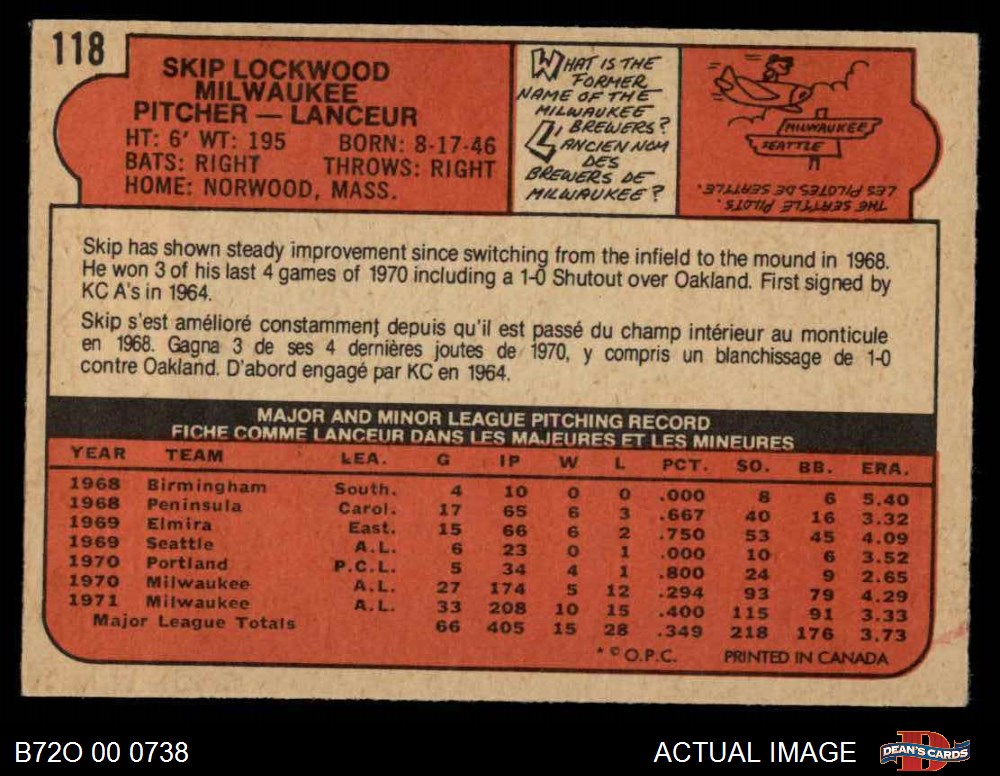 118
SKIP LOCKWOOD
MILWAUKEE
PITCHER — LANCEUR
HT: 6' WT: 195 BORN: 8-17-46
BATS: RIGHT THROWS: RIGHT
HOME: NORWOOD, MASS.
WHAT IS THE
FORMER
NAME OF THE
MILWAUKEE
BREWERS?
L'ANCIEN NOM
DES
BREWERS DE
MILWAUKEE?
MILWAUKEE
SEATTLE
THE SEATTLE PILOTS.
LES PILOTES DE SEATTLE.
Skip has shown steady improvement since switching from the infield to the mound in 1968.
He won 3 of his last 4 games of 1970 including a 1-0 Shutout over Oakland. First signed by
KC A's in 1964.
Skip s'est amélioré constamment depuis qu'il est passé du champ intérieur au monticule
en 1968. Gagna 3 de ses 4 dernières joutes de 1970, y compris un blanchissage de 1-0
contre Oakland. D'abord engagé par KC en 1964.
MAJOR AND MINOR LEAGUE PITCHING RECORD
FICHE COMME LANCEUR DANS LES MAJEURES ET LES MINEURES
YEAR TEAM LEA. G IP W L PCT. SO. BB. ERA.
1968 Birmingham South. 4 10 0 0 .000 8 6 5.40
1968 Peninsula Carol. 17 65 6 3 .667 40 16 3.32
1969 Elmira East. 15 66 6 2 .750 53 45 4.09
1969 Seattle A.L. 6 23 0 1 .000 10 6 3.52
1970 Portland P.C.L. 5 34 4 1 .800 24 9 2.65
1970 Milwaukee A.L. 27 174 5 12 .294 93 79 4.29
1971 Milwaukee A.L. 33 208 10 15 .400 115 91 3.33
Major League Totals 66 405 15 28 .349 218 176 3.73
* © O.P.C. PRINTED IN CANADA
B72O 00 0738 ACTUAL IMAGE DEAN'S CARDS